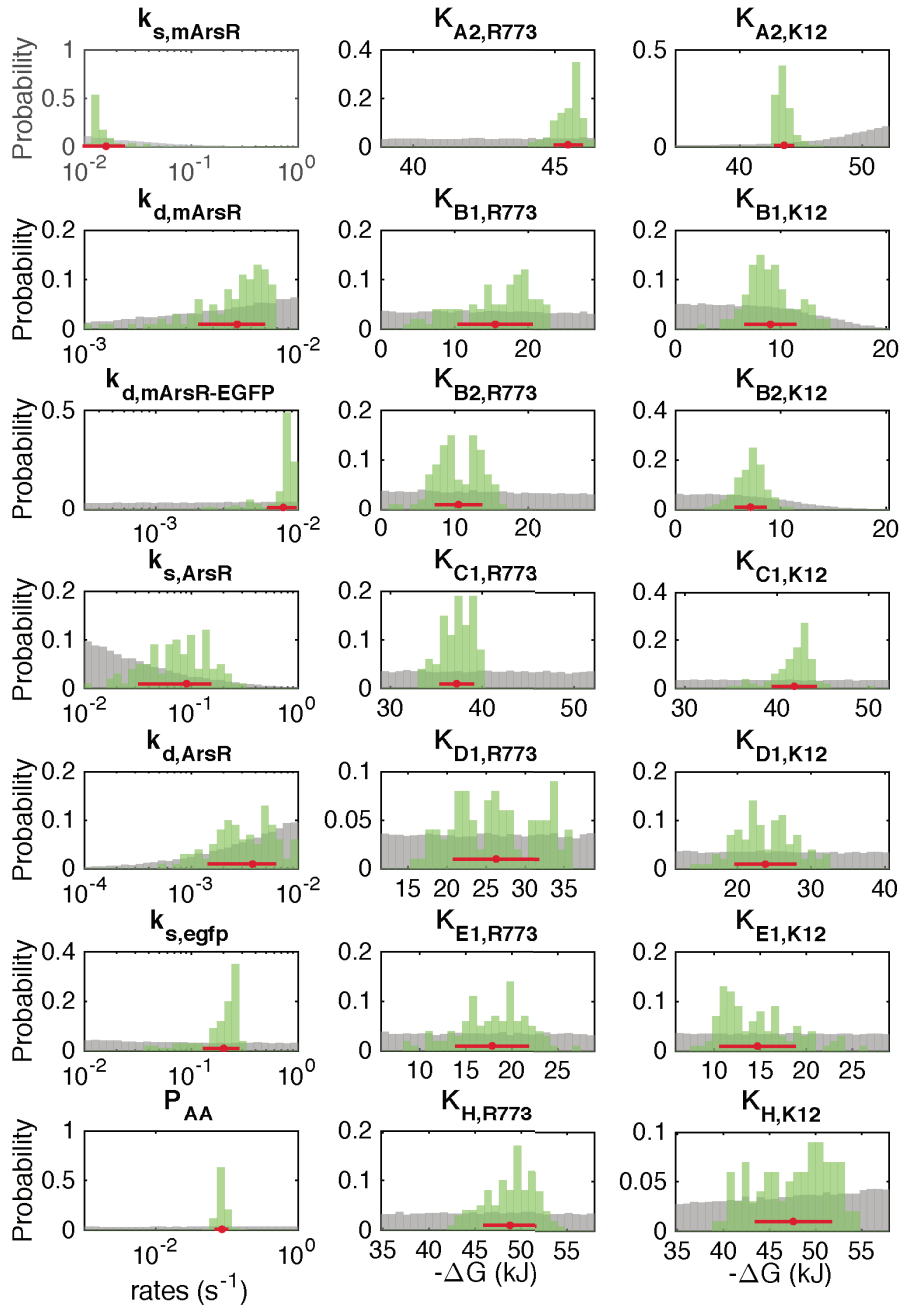 k_s,mArsR K_A2,R773 K_A2,K12
Probability
1 0.5 0
10^-2 10^-1 10^0
0.4 0.2 0
40 45
0.5 0
40 50
k_d,mArsR K_B1,R773 K_B1,K12
Probability
0.2 0.1 0
10^-3 10^-2
0.2 0.1 0
0 10 20
0.2 0.1 0
0 10 20
k_d,mArsR-EGFP K_B2,R773 K_B2,K12
Probability
0.5 0
10^-3 10^-2
0.2 0.1 0
0 10 20
0.4 0.2 0
0 10 20
k_s,ArsR K_C1,R773 K_C1,K12
Probability
0.2 0.1 0
10^-2 10^-1 10^0
0.2 0.1 0
30 40 50
0.4 0.2 0
30 40 50
k_d,ArsR K_D1,R773 K_D1,K12
Probability
0.2 0.1 0
10^-4 10^-3 10^-2
0.1 0.05 0
15 20 25 30 35
0.2 0.1 0
20 30 40
k_s,egfp K_E1,R773 K_E1,K12
Probability
0.4 0.2 0
10^-2 10^-1 10^0
0.2 0.1 0
10 15 20 25
0.2 0.1 0
10 15 20 25
P_AA K_H,R773 K_H,K12
Probability
1 0.5 0
10^-2 10^0
0.2 0.1 0
35 40 45 50 55
0.1 0.05 0
35 40 45 50 55
rates (s^-1) -ΔG (kJ) -ΔG (kJ)